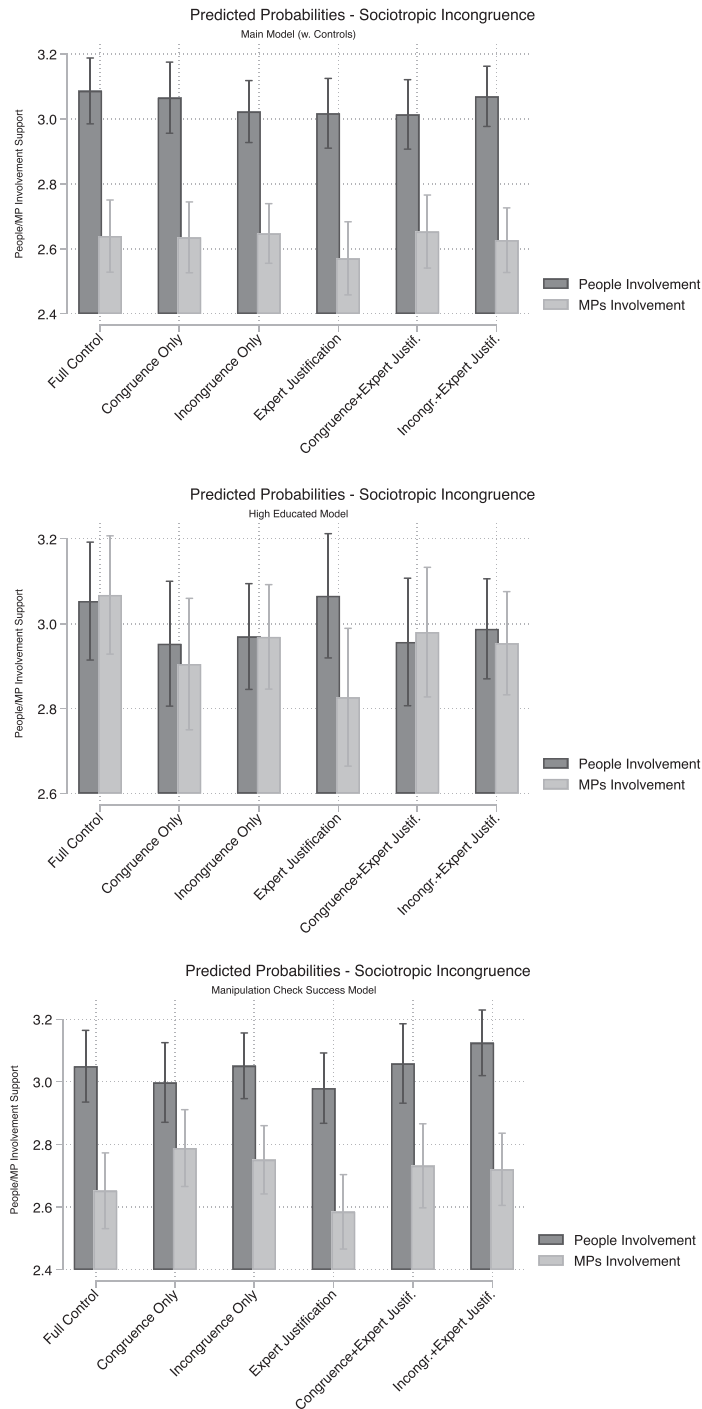 Predicted Probabilities - Sociotropic Incongruence
Main Model (w. Controls)
People/MP Involvement Support
3.2
3.0
2.8
2.6
2.4
Full Control
Congruence Only
Incongruence Only
Expert Justification
Congruence+Expert Justif.
Incongr.+Expert Justif.
People Involvement
MPs Involvement
Predicted Probabilities - Sociotropic Incongruence
High Educated Model
People/MP Involvement Support
3.2
3.0
2.8
2.6
Full Control
Congruence Only
Incongruence Only
Expert Justification
Congruence+Expert Justif.
Incongr.+Expert Justif.
People Involvement
MPs Involvement
Predicted Probabilities - Sociotropic Incongruence
Manipulation Check Success Model
People/MP Involvement Support
3.2
3.0
2.8
2.6
2.4
Full Control
Congruence Only
Incongruence Only
Expert Justification
Congruence+Expert Justif.
Incongr.+Expert Justif.
People Involvement
MPs Involvement